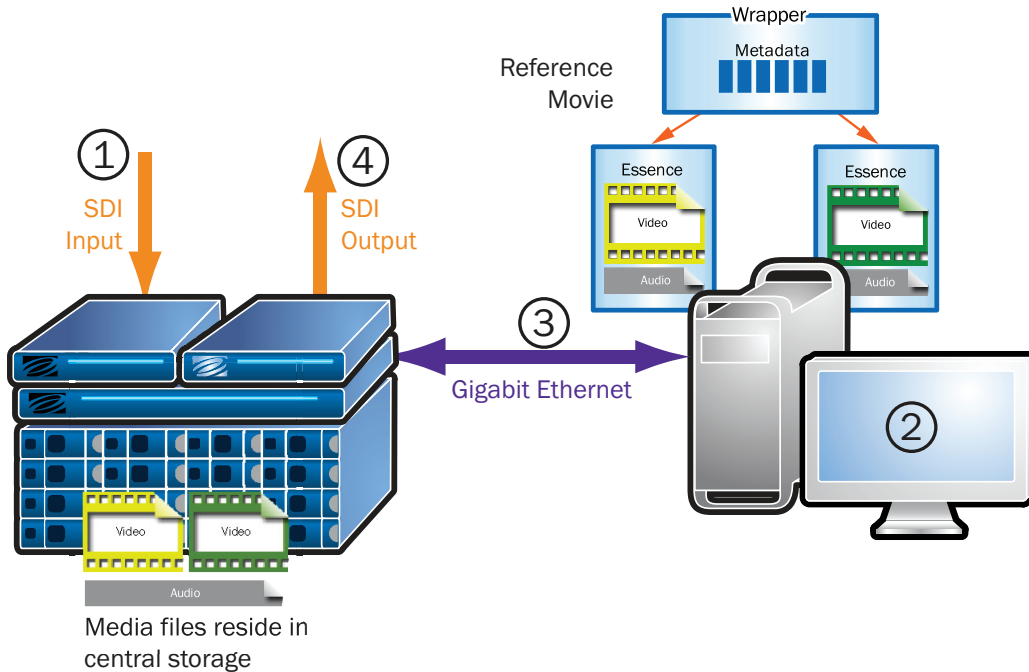 Wrapper
Metadata
Reference
Movie
1
SDI
Input
4
SDI
Output
Essence
Video
Audio
Essence
Video
Audio
3
Gigabit Ethernet
2
Video
Video
Audio
Media files reside in
central storage